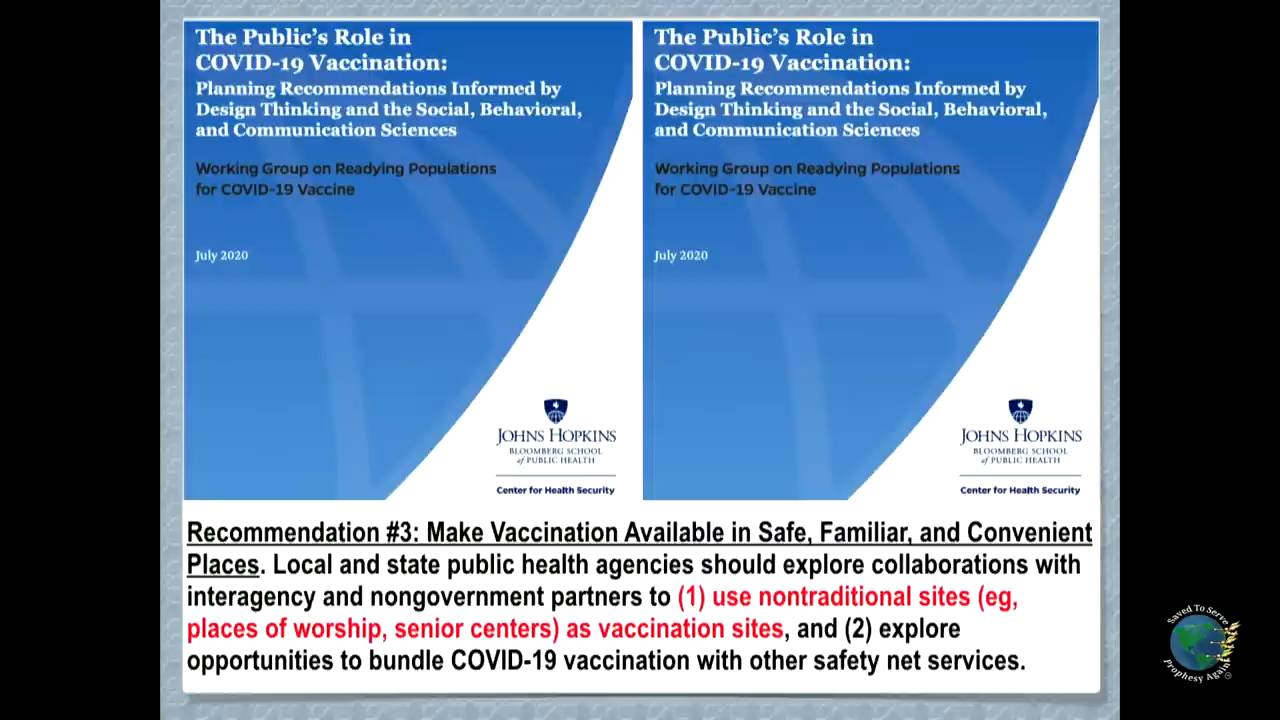 The Public's Role in
COVID-19 Vaccination:
Planning Recommendations Informed by
Design Thinking and the Social, Behavioral,
and Communication Sciences
Working Group on Readying Populations
for COVID-19 Vaccine
July 2020
JOHNS HOPKINS
BLOOMBERG SCHOOL
of PUBLIC HEALTH
Center for Health Security
The Public's Role in
COVID-19 Vaccination:
Planning Recommendations Informed by
Design Thinking and the Social, Behavioral,
and Communication Sciences
Working Group on Readying Populations
for COVID-19 Vaccine
July 2020
JOHNS HOPKINS
BLOOMBERG SCHOOL
of PUBLIC HEALTH
Center for Health Security
Recommendation #3: Make Vaccination Available in Safe, Familiar, and Convenient
Places. Local and state public health agencies should explore collaborations with
interagency and nongovernment partners to (1) use nontraditional sites (eg,
places of worship, senior centers) as vaccination sites, and (2) explore
opportunities to bundle COVID-19 vaccination with other safety net services.
Saved To Serve
Prophesy Again